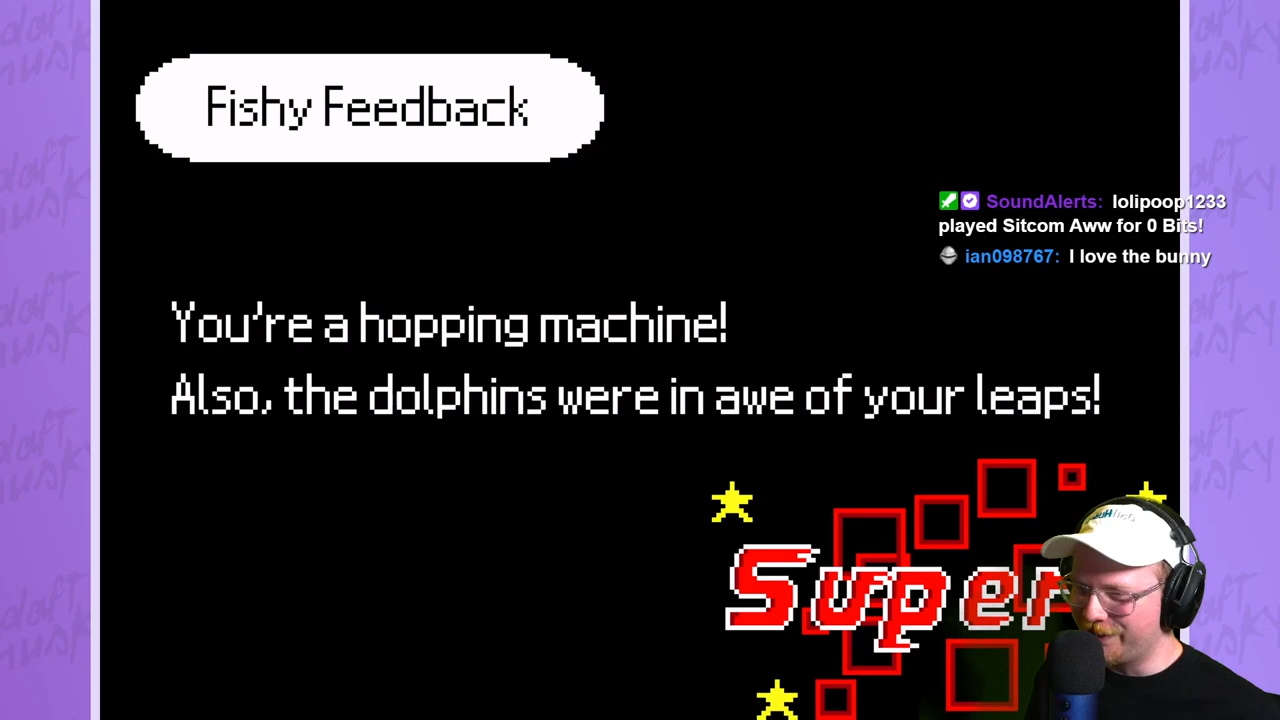 Fishy Feedback
SoundAlerts: lolipoop1233
played Sitcom Aww for 0 Bits!
ian098767: I love the bunny
You're a hopping machine!
Also, the dolphins were in awe of your leaps!
Super